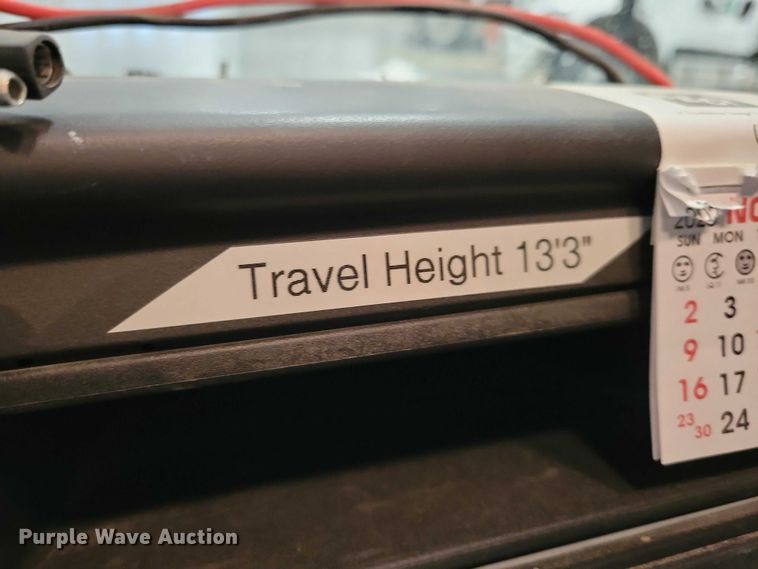 Travel Height 13'3"
SUN MON
2 3
9 10
16 17
23 30 24
Purple Wave Auction